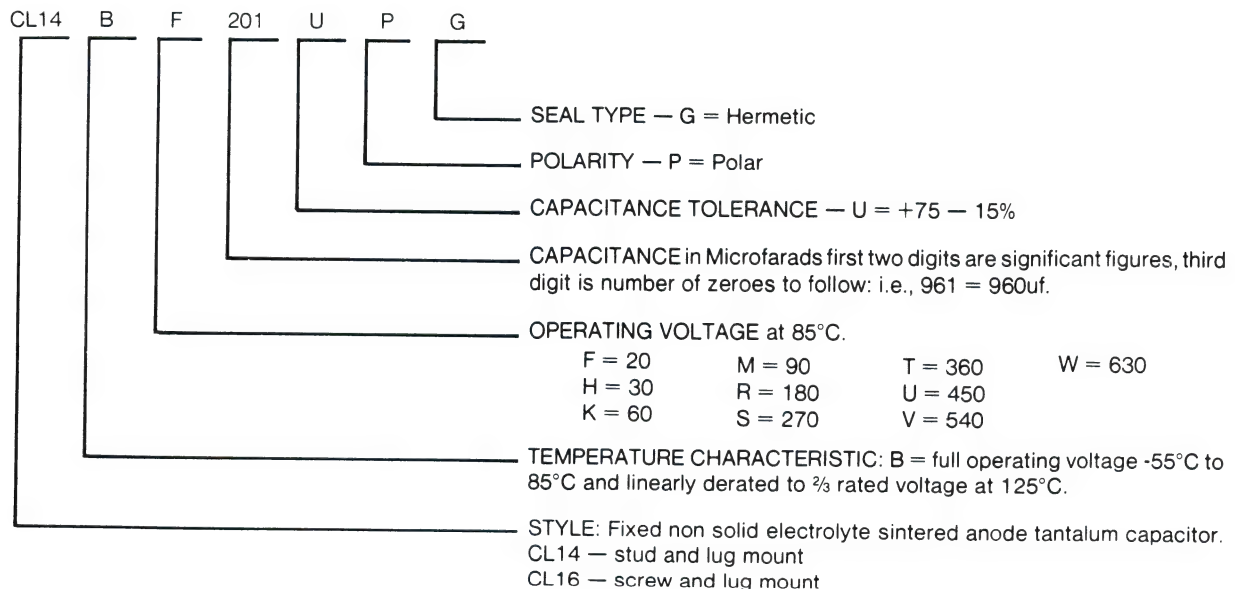 CL14 B F 201 U P G
SEAL TYPE — G = Hermetic
POLARITY — P = Polar
CAPACITANCE TOLERANCE — U = +75 — 15%
CAPACITANCE in Microfarads first two digits are significant figures, third
digit is number of zeroes to follow: i.e., 961 = 960uf.
OPERATING VOLTAGE at 85°C.
F = 20 M = 90 T = 360 W = 630
H = 30 R = 180 U = 450
K = 60 S = 270 V = 540
TEMPERATURE CHARACTERISTIC: B = full operating voltage -55°C to
85°C and linearly derated to ⅔ rated voltage at 125°C.
STYLE: Fixed non solid electrolyte sintered anode tantalum capacitor.
CL14 — stud and lug mount
CL16 — screw and lug mount